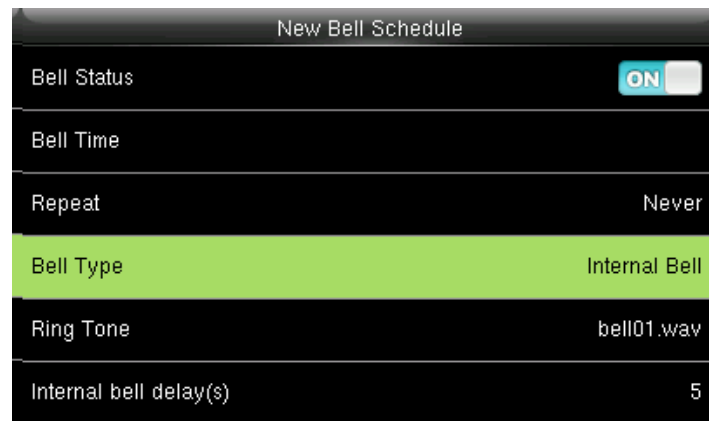 New Bell Schedule
Bell Status ON
Bell Time
Repeat Never
Bell Type Internal Bell
Ring Tone bell01.wav
Internal bell delay(s) 5